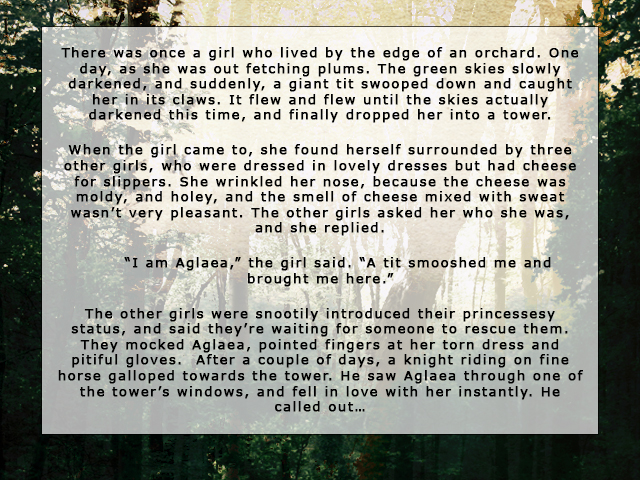 There was once a girl who lived by the edge of an orchard. One
day, as she was out fetching plums. The green skies slowly
darkened, and suddenly, a giant tit swooped down and caught
her in its claws. It flew and flew until the skies actually
darkened this time, and finally dropped her into a tower.
When the girl came to, she found herself surrounded by three
other girls, who were dressed in lovely dresses but had cheese
for slippers. She wrinkled her nose, because the cheese was
moldy, and holey, and the smell of cheese mixed with sweat
wasn’t very pleasant. The other girls asked her who she was,
and she replied.
“I am Aglaea,” the girl said. “A tit smooshed me and
brought me here.”
The other girls were snootily introduced their princessesy
status, and said they’re waiting for someone to rescue them.
They mocked Aglaea, pointed fingers at her torn dress and
pitiful gloves.  After a couple of days, a knight riding on fine
horse galloped towards the tower. He saw Aglaea through one of
the tower’s windows, and fell in love with her instantly. He
called out…